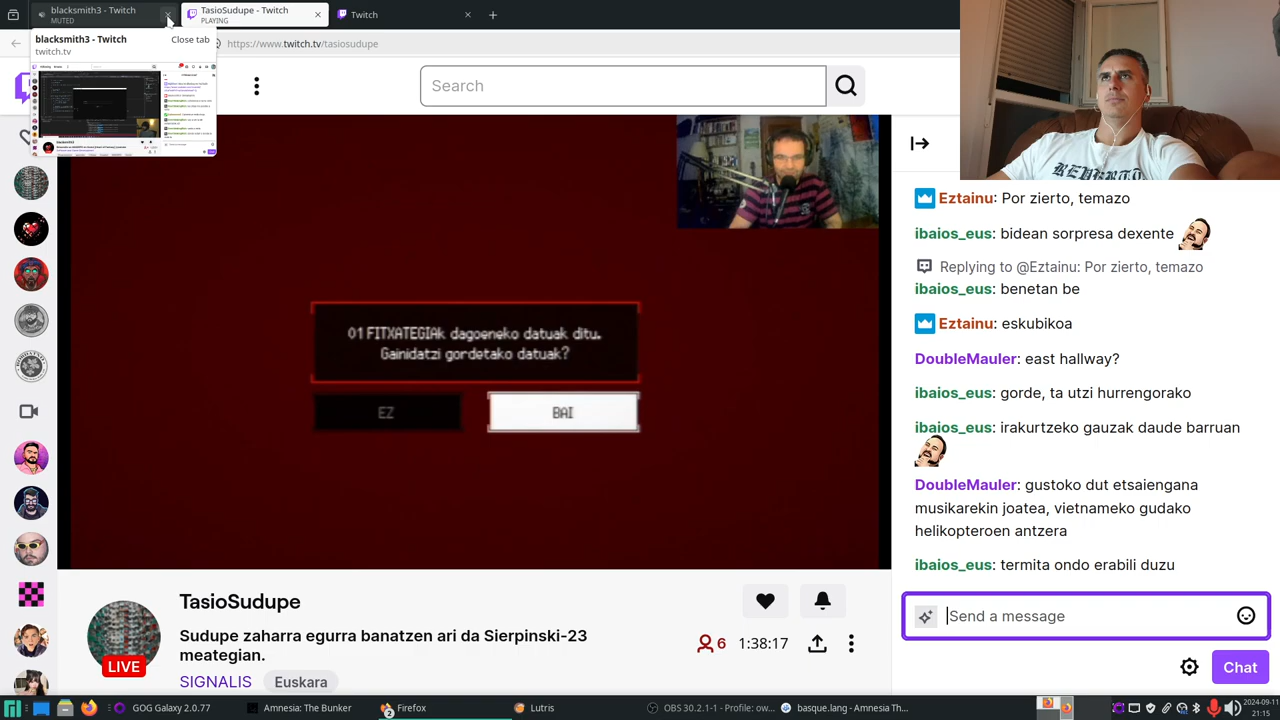 blacksmith3 - Twitch
MUTED
TasioSudupe - Twitch
PLAYING
Twitch
blacksmith3 - Twitch
Close tab
twitch.tv
https://www.twitch.tv/tasiosudupe
Search
01 FITXATEGIAk dagoeneko datuak ditu.
Gainidatzi gordetako datuak?
EZ
BAI
Eztainu: Por zierto, temazo
ibaios_eus: bidean sorpresa dexente
Replying to @Eztainu: Por zierto, temazo
ibaios_eus: benetan be
Eztainu: eskubikoa
DoubleMauler: east hallway?
ibaios_eus: gorde, ta utzi hurrengorako
ibaios_eus: irakurtzeko gauzak daude barruan
DoubleMauler: gustoko dut etsaiengana
musikarekin joatea, vietnameko gudako
helikopteroen antzera
ibaios_eus: termita ondo erabili duzu
Send a message
Chat
TasioSudupe
Sudupe zaharra egurra banatzen ari da Sierpinski-23
meategian.
6
1:38:17
LIVE
SIGNALIS
Euskara
GOG Galaxy 2.0.77
Amnesia: The Bunker
2
Firefox
Lutris
OBS 30.2.1-1 - Profile: ow...
basque.lang - Amnesia Th...
2024-09-11
21:15